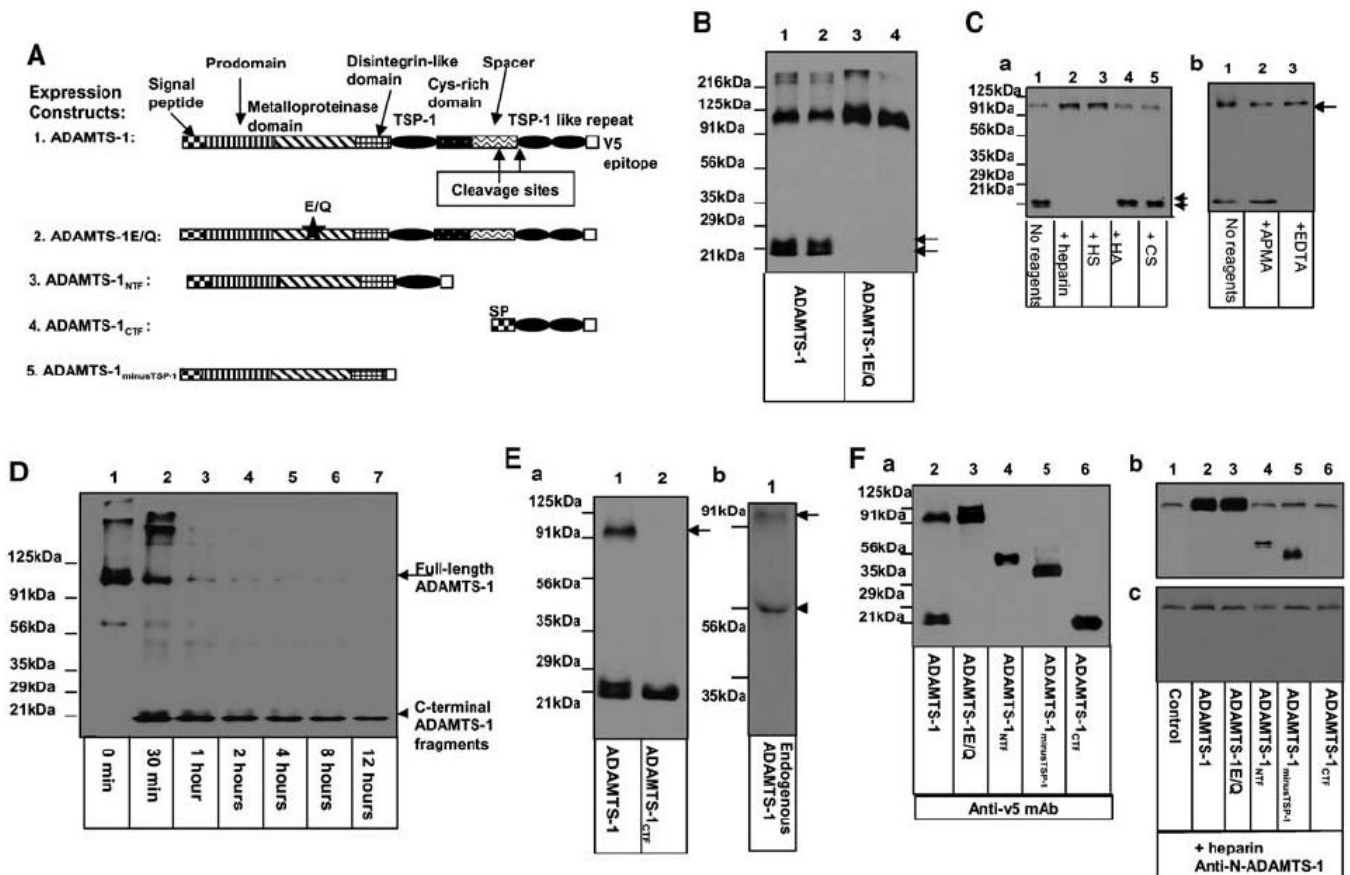 A
Expression
Constructs:
Signal
peptide
Prodomain
Metalloproteinase
domain
Disintegrin-like
domain
TSP-1
Cys-rich
domain
Spacer
TSP-1 like repeat
V5
epitope
1. ADAMTS-1:
Cleavage sites
E/Q
2. ADAMTS-1E/Q:
3. ADAMTS-1NTF:
SP
4. ADAMTS-1CTF:
5. ADAMTS-1minusTSP-1
B
1 2 3 4
216kDa
125kDa
91kDa
56kDa
35kDa
29kDa
21kDa
ADAMTS-1
ADAMTS-1E/Q
C
a
1 2 3 4 5
125kDa
91kDa
56kDa
35kDa
29kDa
21kDa
No reagents
+ heparin
+ HS
+ HA
+ CS
b
1 2 3
No reagents
+APMA
+EDTA
D
1 2 3 4 5 6 7
125kDa
91kDa
56kDa
35kDa
29kDa
21kDa
Full-length
ADAMTS-1
C-terminal
ADAMTS-1
fragments
0 min
30 min
1 hour
2 hours
4 hours
8 hours
12 hours
E
a
1 2
125kDa
91kDa
56kDa
35kDa
29kDa
21kDa
ADAMTS-1
ADAMTS-1CTF
b
1
91kDa
56kDa
35kDa
Endogenous
ADAMTS-1
F
a
2 3 4 5 6
125kDa
91kDa
56kDa
35kDa
29kDa
21kDa
ADAMTS-1
ADAMTS-1E/Q
ADAMTS-1NTF
ADAMTS-1minusTSP-1
ADAMTS-1CTF
Anti-v5 mAb
b
1 2 3 4 5 6
c
Control
ADAMTS-1
ADAMTS-1E/Q
ADAMTS-1NTF
ADAMTS-1minusTSP-1
ADAMTS-1CTF
+ heparin
Anti-N-ADAMTS-1